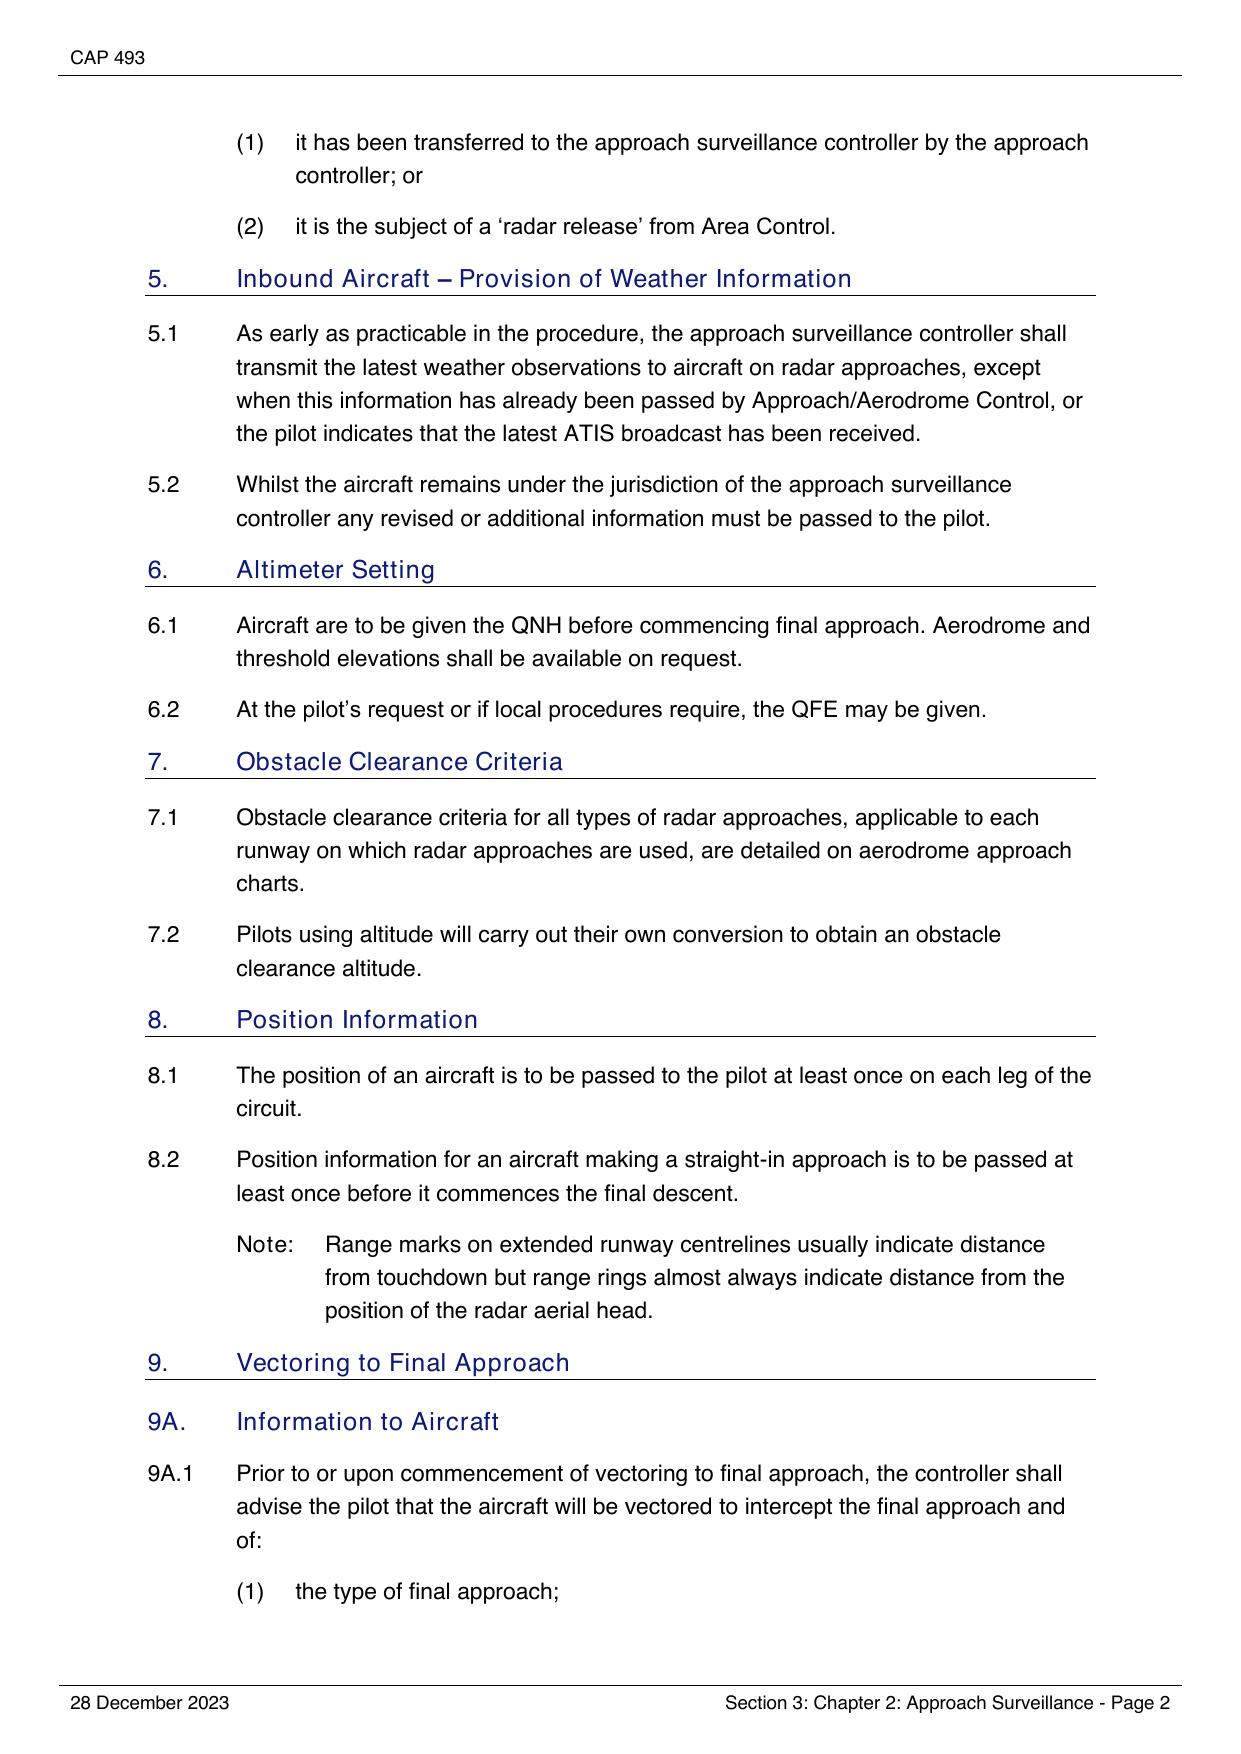 CAP 493
(1) it has been transferred to the approach surveillance controller by the approach
controller; or
(2) it is the subject of a ‘radar release’ from Area Control.
5. Inbound Aircraft – Provision of Weather Information
5.1 As early as practicable in the procedure, the approach surveillance controller shall
transmit the latest weather observations to aircraft on radar approaches, except
when this information has already been passed by Approach/Aerodrome Control, or
the pilot indicates that the latest ATIS broadcast has been received.
5.2 Whilst the aircraft remains under the jurisdiction of the approach surveillance
controller any revised or additional information must be passed to the pilot.
6. Altimeter Setting
6.1 Aircraft are to be given the QNH before commencing final approach. Aerodrome and
threshold elevations shall be available on request.
6.2 At the pilot’s request or if local procedures require, the QFE may be given.
7. Obstacle Clearance Criteria
7.1 Obstacle clearance criteria for all types of radar approaches, applicable to each
runway on which radar approaches are used, are detailed on aerodrome approach
charts.
7.2 Pilots using altitude will carry out their own conversion to obtain an obstacle
clearance altitude.
8. Position Information
8.1 The position of an aircraft is to be passed to the pilot at least once on each leg of the
circuit.
8.2 Position information for an aircraft making a straight-in approach is to be passed at
least once before it commences the final descent.
Note: Range marks on extended runway centrelines usually indicate distance
from touchdown but range rings almost always indicate distance from the
position of the radar aerial head.
9. Vectoring to Final Approach
9A. Information to Aircraft
9A.1 Prior to or upon commencement of vectoring to final approach, the controller shall
advise the pilot that the aircraft will be vectored to intercept the final approach and
of:
(1) the type of final approach;
28 December 2023 Section 3: Chapter 2: Approach Surveillance - Page 2